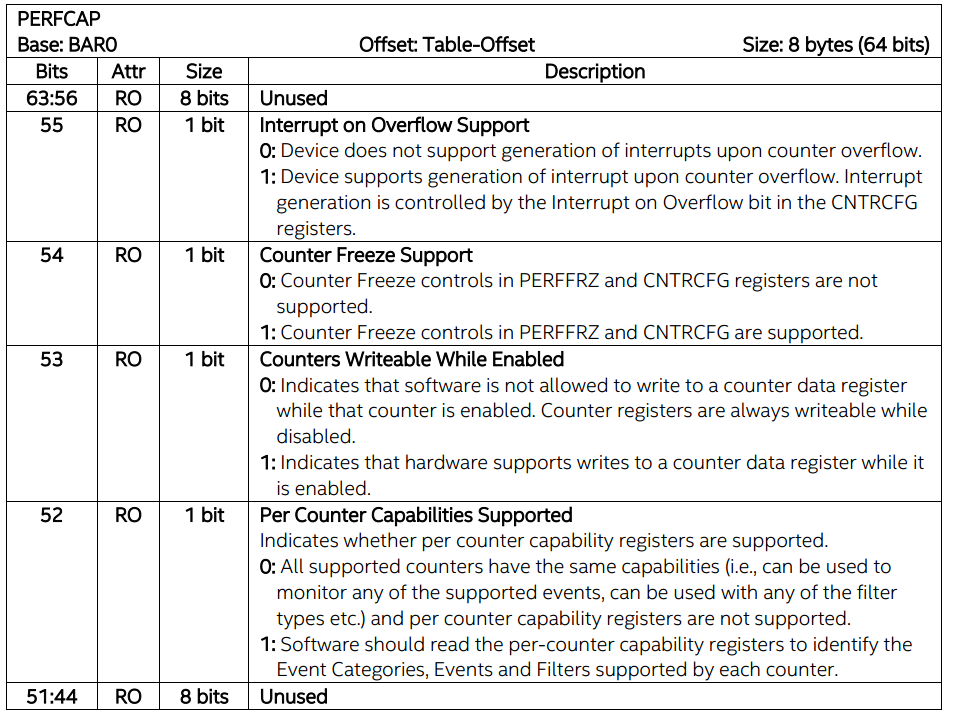 PERFCAP
Base: BAR0 Offset: Table-Offset Size: 8 bytes (64 bits)
Bits Attr Size Description
63:56 RO 8 bits Unused
55 RO 1 bit Interrupt on Overflow Support
0: Device does not support generation of interrupts upon counter overflow.
1: Device supports generation of interrupt upon counter overflow. Interrupt
generation is controlled by the Interrupt on Overflow bit in the CNTRCFG
registers.
54 RO 1 bit Counter Freeze Support
0: Counter Freeze controls in PERFFRZ and CNTRCFG registers are not
supported.
1: Counter Freeze controls in PERFFRZ and CNTRCFG are supported.
53 RO 1 bit Counters Writeable While Enabled
0: Indicates that software is not allowed to write to a counter data register
while that counter is enabled. Counter registers are always writeable while
disabled.
1: Indicates that hardware supports writes to a counter data register while it
is enabled.
52 RO 1 bit Per Counter Capabilities Supported
Indicates whether per counter capability registers are supported.
0: All supported counters have the same capabilities (i.e., can be used to
monitor any of the supported events, can be used with any of the filter
types etc.) and per counter capability registers are not supported.
1: Software should read the per-counter capability registers to identify the
Event Categories, Events and Filters supported by each counter.
51:44 RO 8 bits Unused